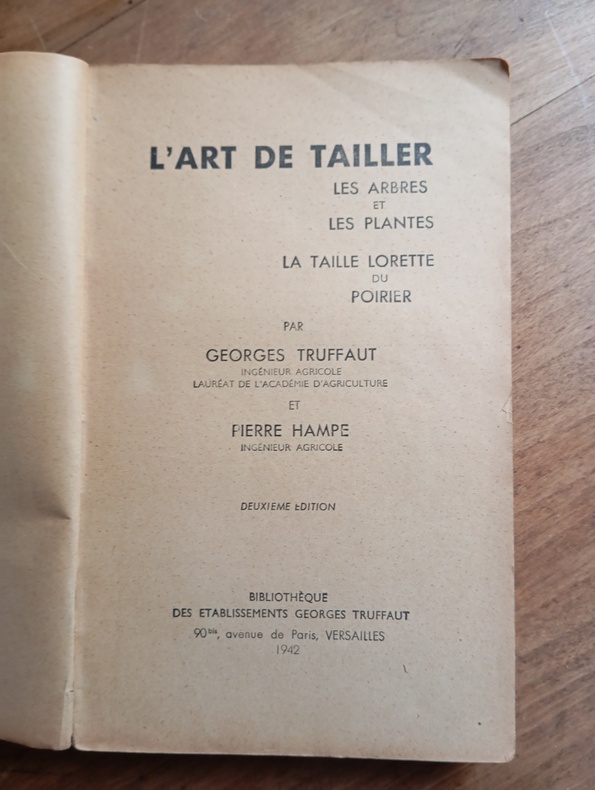 L'ART DE TAILLER
LES ARBRES
ET
LES PLANTES
LA TAILLE LORETTE
DU
POIRIER
PAR
GEORGES TRUFFAUT
INGÉNIEUR AGRICOLE
LAURÉAT DE L'ACADÉMIE D'AGRICULTURE
ET
PIERRE HAMPE
INGÉNIEUR AGRICOLE
DEUXIEME EDITION
BIBLIOTHÈQUE
DES ETABLISSEMENTS GEORGES TRUFFAUT
90bis, avenue de Paris, VERSAILLES
1942